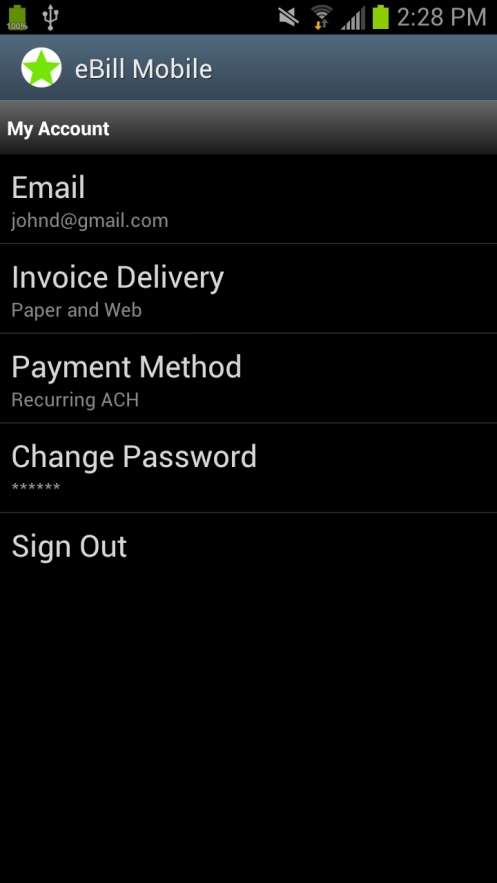 100%
2:28 PM
eBill Mobile
My Account
Email
johnd@gmail.com
Invoice Delivery
Paper and Web
Payment Method
Recurring ACH
Change Password
******
Sign Out